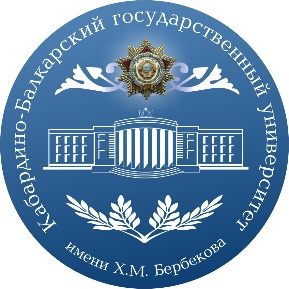 Кабардино-Балкарский государственный университет
имени Х.М. Бербекова